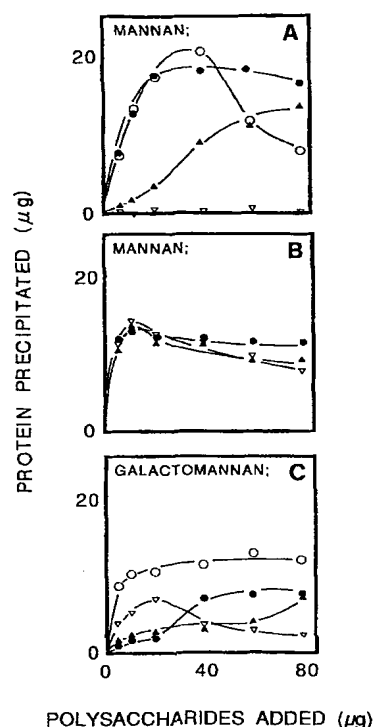 MANNAN; A
20
0
MANNAN; B
20
0
GALACTOMANNAN; C
20
0
0 40 80
PROTEIN PRECIPITATED (μg)
POLYSACCHARIDES ADDED (μg)